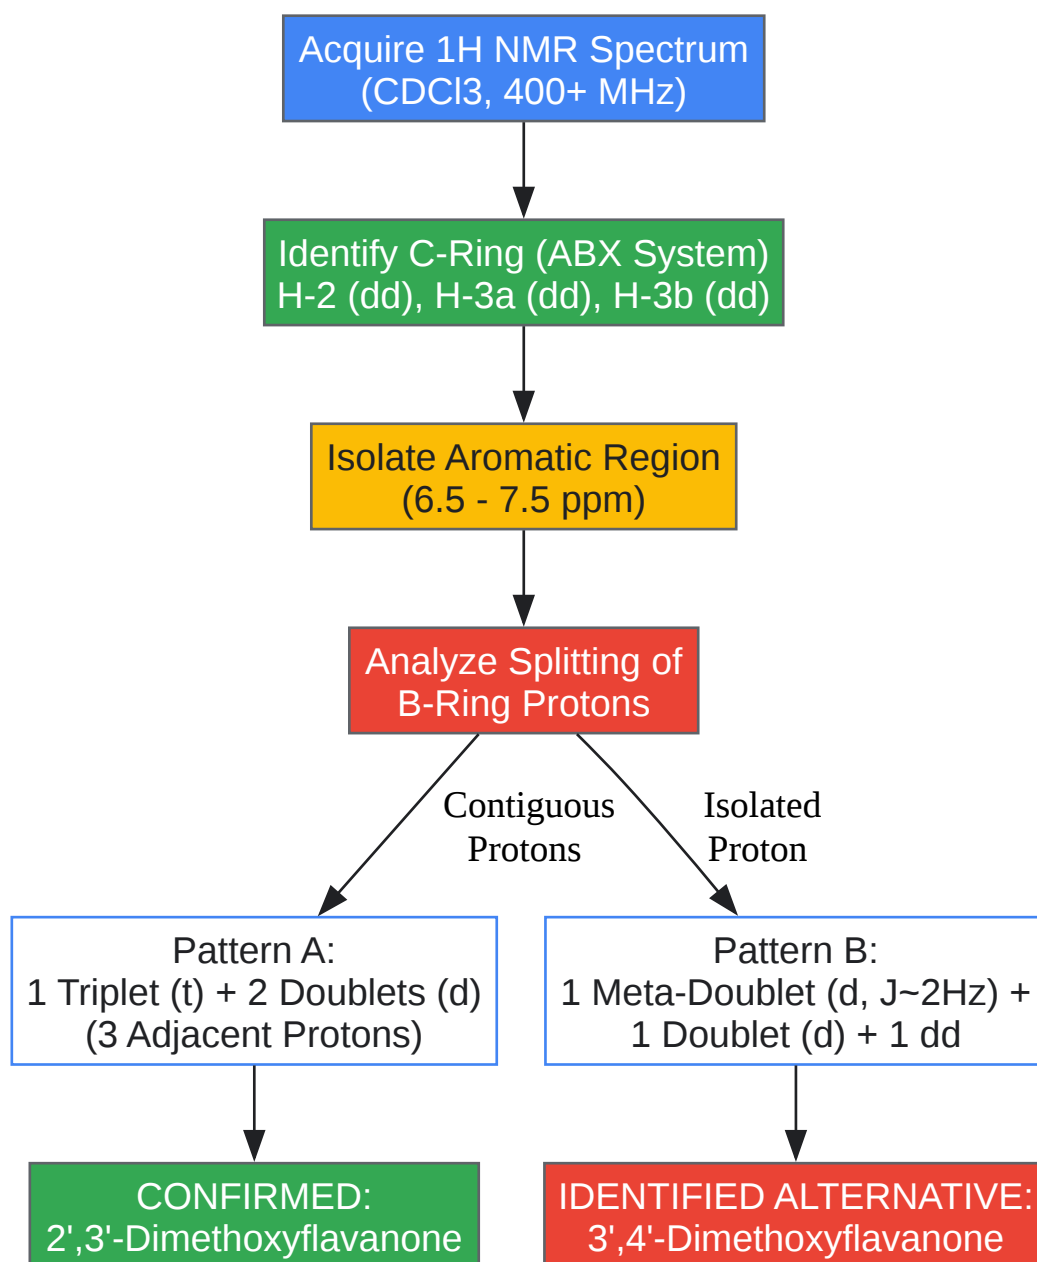 Acquire 1H NMR Spectrum
(CDCl3, 400+ MHz)
Identify C-Ring (ABX System)
H-2 (dd), H-3a (dd), H-3b (dd)
Isolate Aromatic Region
(6.5 - 7.5 ppm)
Analyze Splitting of
B-Ring Protons
Contiguous
Protons
Isolated
Proton
Pattern A:
1 Triplet (t) + 2 Doublets (d)
(3 Adjacent Protons)
Pattern B:
1 Meta-Doublet (d, J~2Hz) +
1 Doublet (d) + 1 dd
CONFIRMED:
2',3'-Dimethoxyflavanone
IDENTIFIED ALTERNATIVE:
3',4'-Dimethoxyflavanone